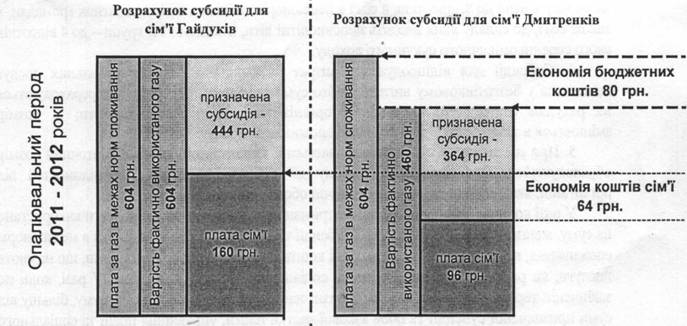 Розрахунок субсидії для
сім'ї Гайдуків
Розрахунок субсидії для сім'ї Дмитренків
Опалювальний період
2011 - 2012 років
плата за газ в межах норм споживання
604 грн.
Вартість фактично використаного газу
604 грн.
призначена
субсидія -
444 грн.
плата сім'ї
160 грн.
плата за газ в межах норм споживання
604 грн.
Вартість фактично
використаного газу :460 грн.
призначена
субсидія -
364 грн.
плата сім'ї
96 грн.
Економія бюджетних
коштів 80 грн.
Економія коштів сім'ї
64 грн.